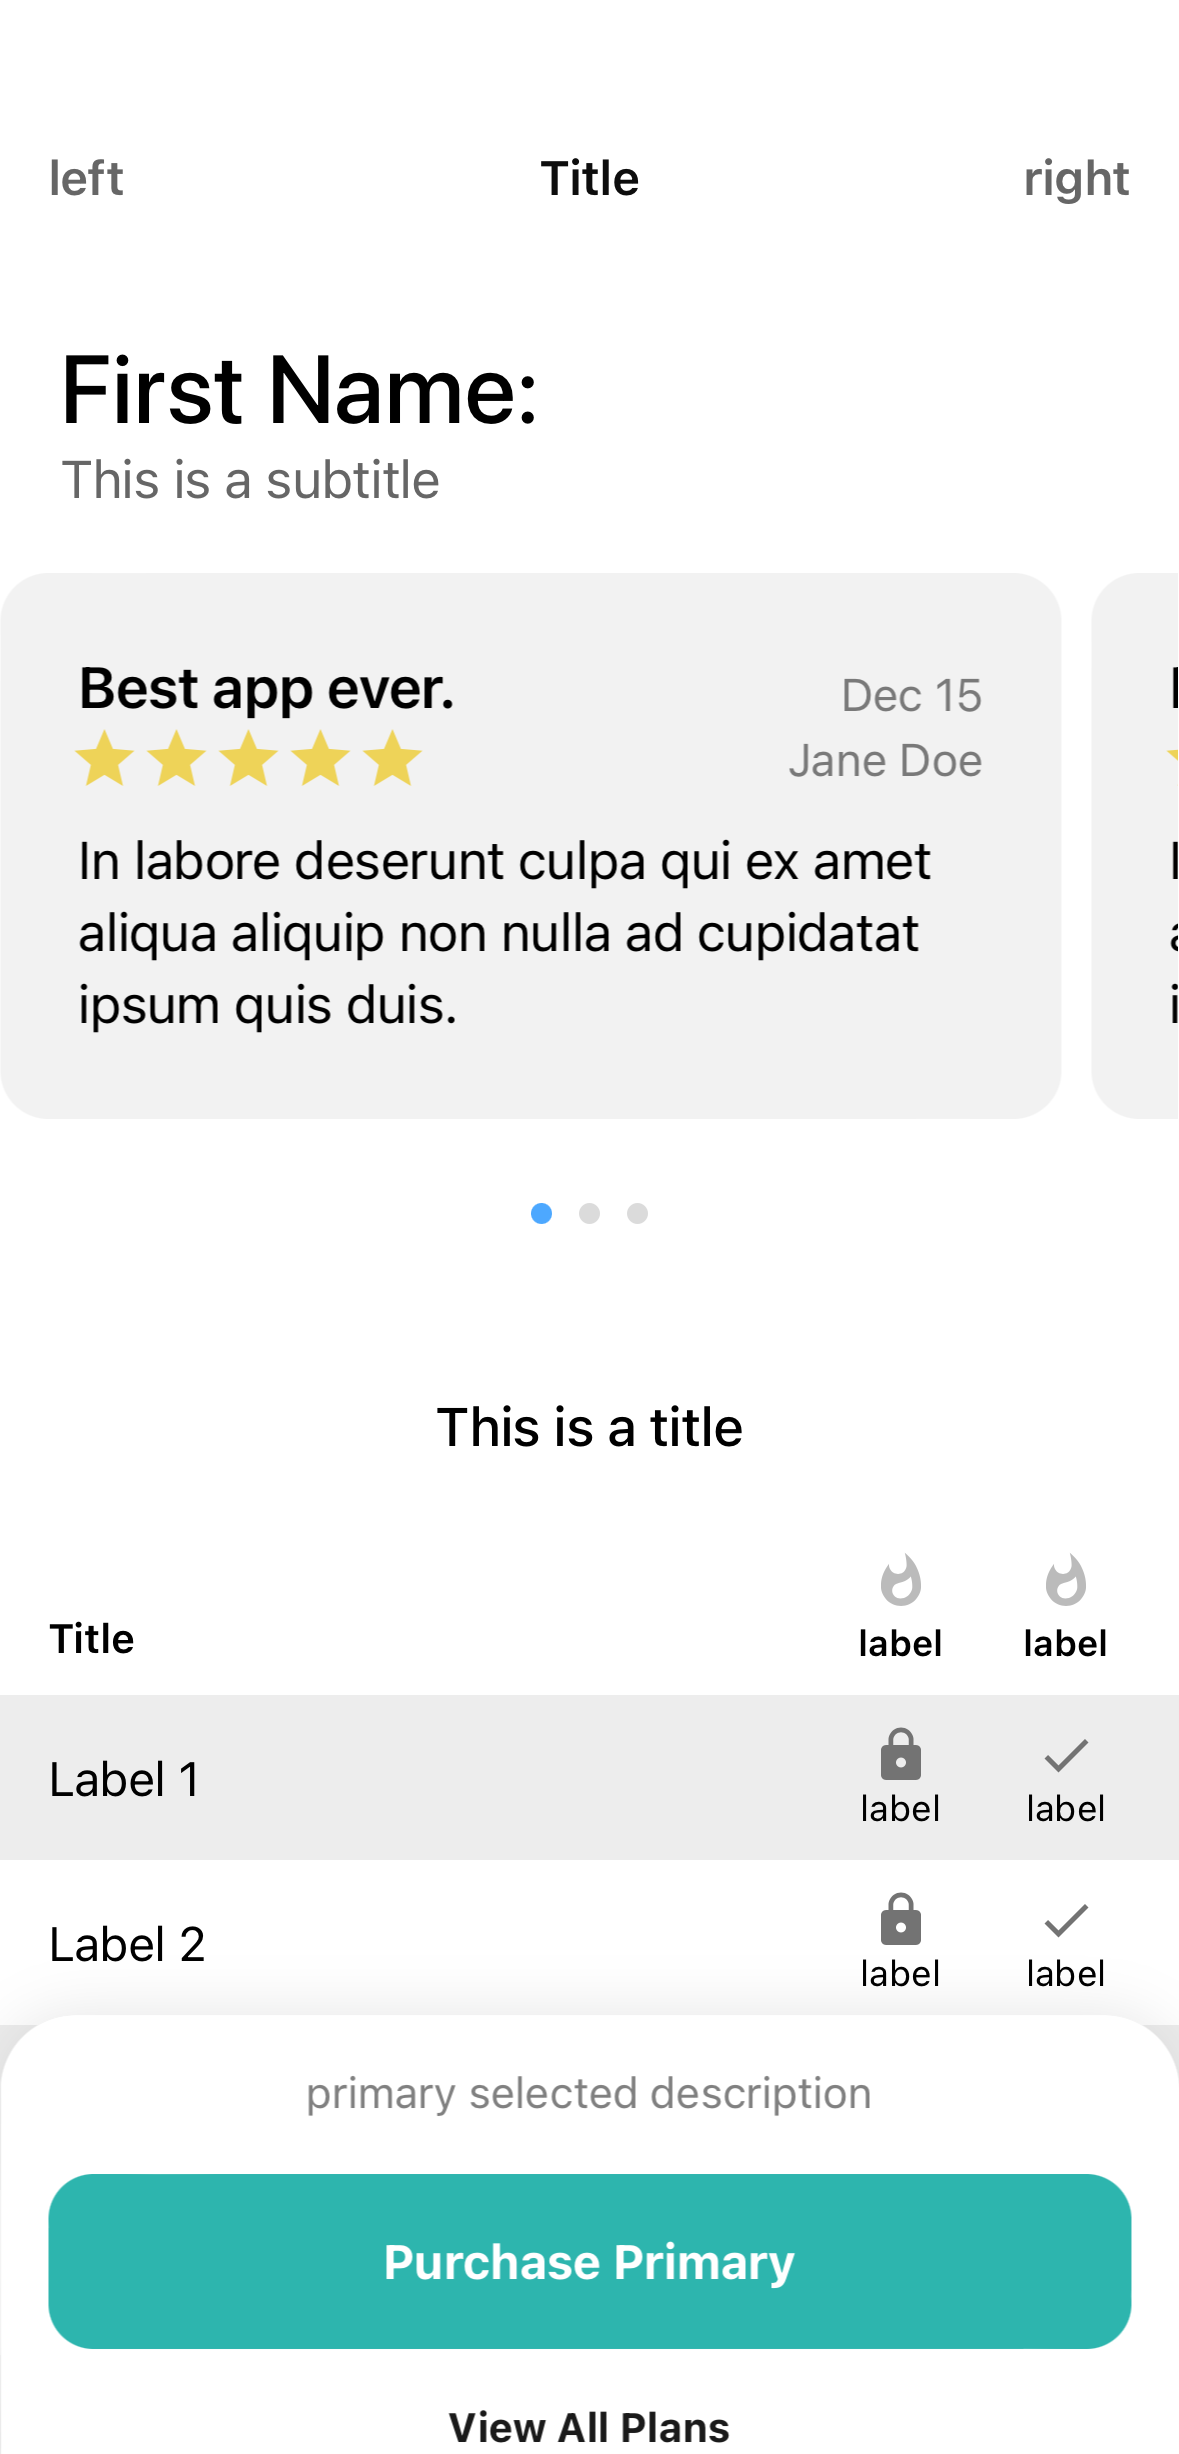 left Title right
First Name:
This is a subtitle
Best app ever.
Dec 15
Jane Doe
In labore deserunt culpa qui ex amet
aliqua aliquip non nulla ad cupidatat
ipsum quis duis.
This is a title
Title label label
Label 1 label label
Label 2 label label
primary selected description
Purchase Primary
View All Plans